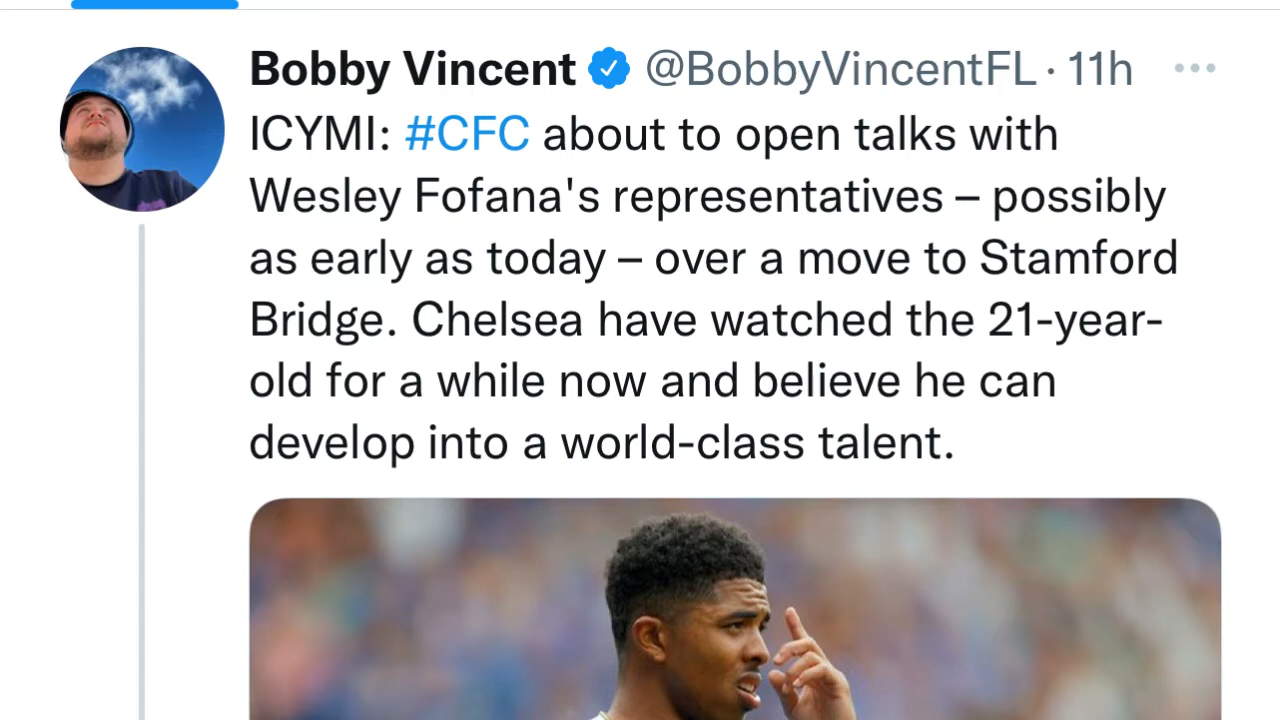 Bobby Vincent @BobbyVincentFL · 11h
ICYMI: #CFC about to open talks with
Wesley Fofana's representatives – possibly
as early as today – over a move to Stamford
Bridge. Chelsea have watched the 21-year-
old for a while now and believe he can
develop into a world-class talent.